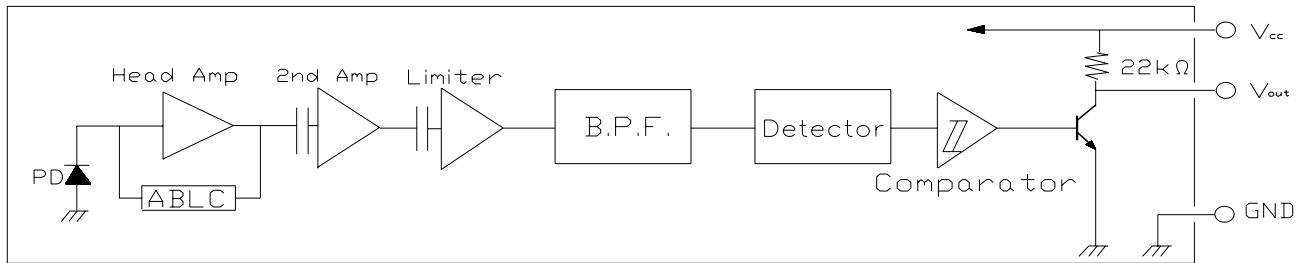 Head Amp
2nd Amp
Limiter
Vcc
22kΩ
Vout
B.P.F.
Detector
PD
ABLC
Comparator
GND